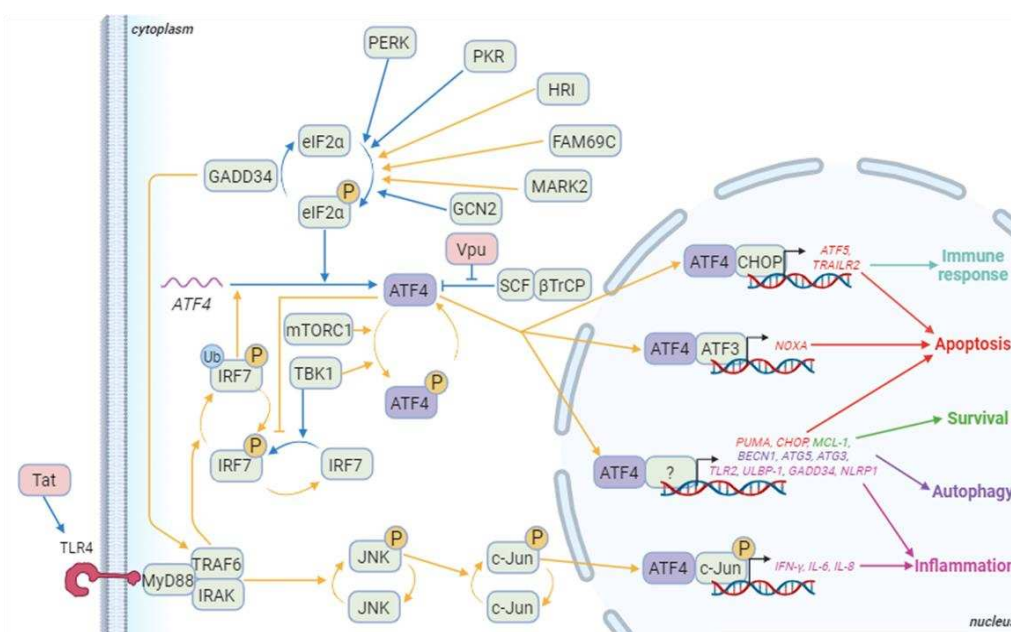 cytoplasm
PERK
PKR
HRI
FAM69C
MARK2
GCN2
eIF2α
GADD34
P
eIF2α
Vpu
SCF
βTrCP
ATF4
ATF4
mTORC1
TBK1
P
ATF4
Ub
P
IRF7
P
IRF7
IRF7
Tat
TLR4
MyD88
TRAF6
IRAK
P
JNK
JNK
P
c-Jun
c-Jun
ATF4
CHOP
ATF5,
TRAILR2
Immune
response
ATF4
ATF3
NOXA
Apoptosis
Survival
ATF4
?
PUMA, CHOP, MCL-1,
BECN1, ATG5, ATG3,
TLR2, ULBP-1, GADD34, NLRP1
Autophagy
ATF4
P
c-Jun
IFN-γ, IL-6, IL-8
Inflammation
nucleus